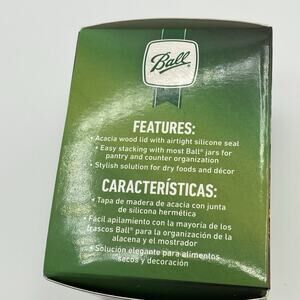 Ball
FEATURES:
• Acacia wood lid with airtight silicone seal
• Easy stacking with most Ball® jars for
pantry and counter organization
• Stylish solution for dry foods and décor
CARACTERÍSTICAS:
• Tapa de madera de acacia con junta
de silicona hermética
• Fácil apilamiento con la mayoría de los
frascos Ball® para la organización de la
alacena y el mostrador
• Solución elegante para alimentos
secos y decoración